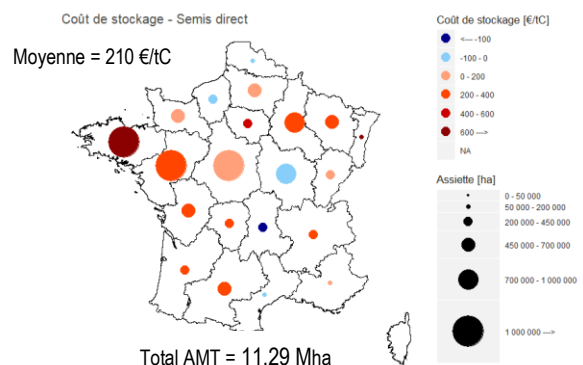 Coût de stockage - Semis direct
Moyenne = 210 €/tC
Total AMT = 11.29 Mha
Coût de stockage [€/tC]
<--- -100
-100 - 0
0 - 200
200 - 400
400 - 600
600 --->
NA
Assiette [ha]
0 - 50 000
50 000 - 200 000
200 000 - 450 000
450 000 - 700 000
700 000 - 1 000 000
1 000 000 --->